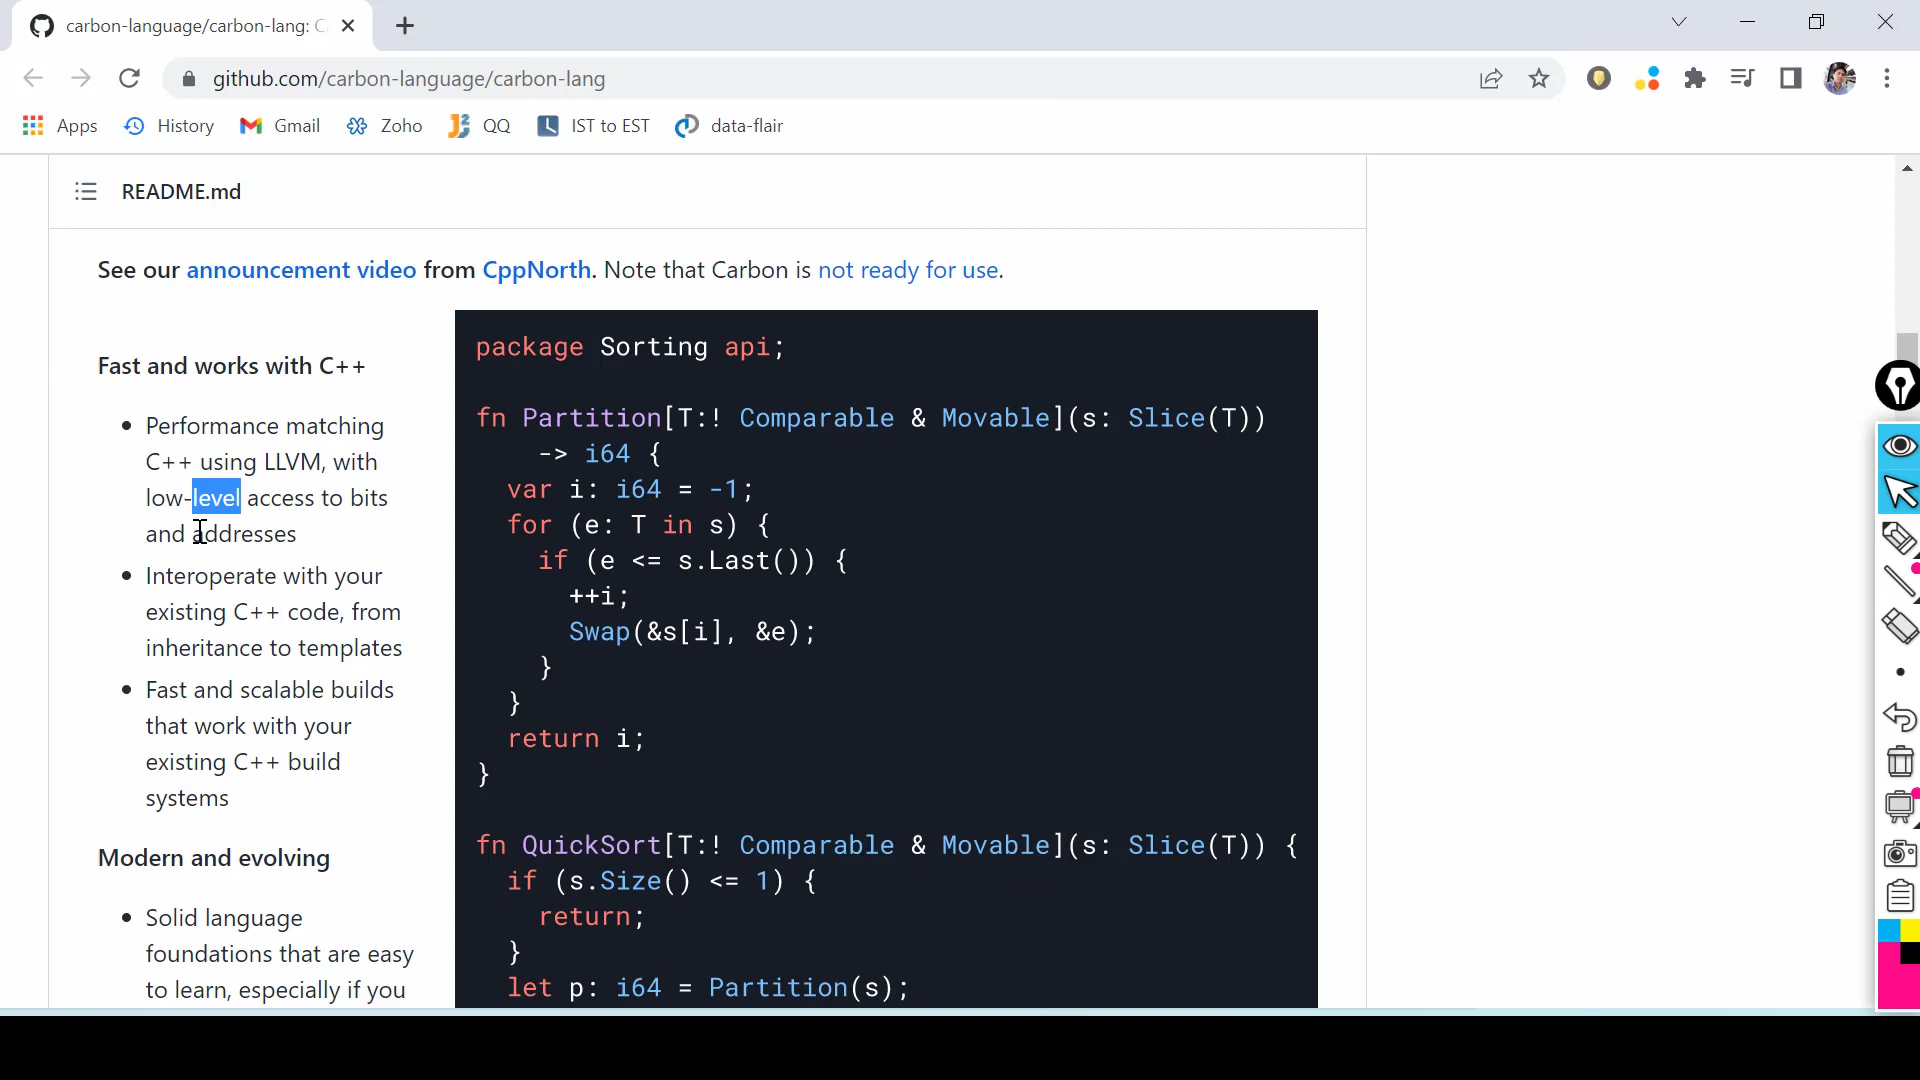 carbon-language/carbon-lang: C
github.com/carbon-language/carbon-lang
Apps History Gmail Zoho QQ IST to EST data-flair
README.md
See our announcement video from CppNorth. Note that Carbon is not ready for use.
Fast and works with C++
Performance matching
C++ using LLVM, with
low-level access to bits
and addresses
Interoperate with your
existing C++ code, from
inheritance to templates
Fast and scalable builds
that work with your
existing C++ build
systems
Modern and evolving
Solid language
foundations that are easy
to learn, especially if you
package Sorting api;
fn Partition[T:! Comparable & Movable](s: Slice(T))
-> i64 {
var i: i64 = -1;
for (e: T in s) {
if (e <= s.Last()) {
++i;
Swap(&s[i], &e);
}
}
return i;
}
fn QuickSort[T:! Comparable & Movable](s: Slice(T)) {
if (s.Size() <= 1) {
return;
}
let p: i64 = Partition(s);